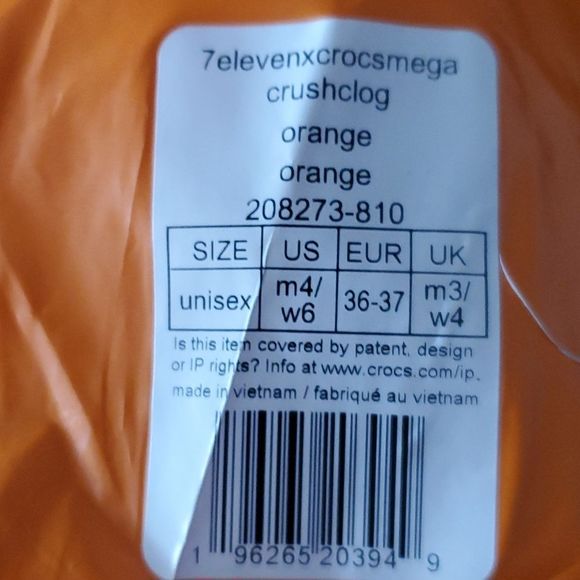 7elevenxcrocsmega
crushclog
orange
orange
208273-810
SIZE US EUR UK
unisex m4/ w6 36-37 m3/ w4
Is this item covered by patent, design
or IP rights? Info at www.crocs.com/ip.
made in vietnam / fabriqué au vietnam
1 96265 20394 9